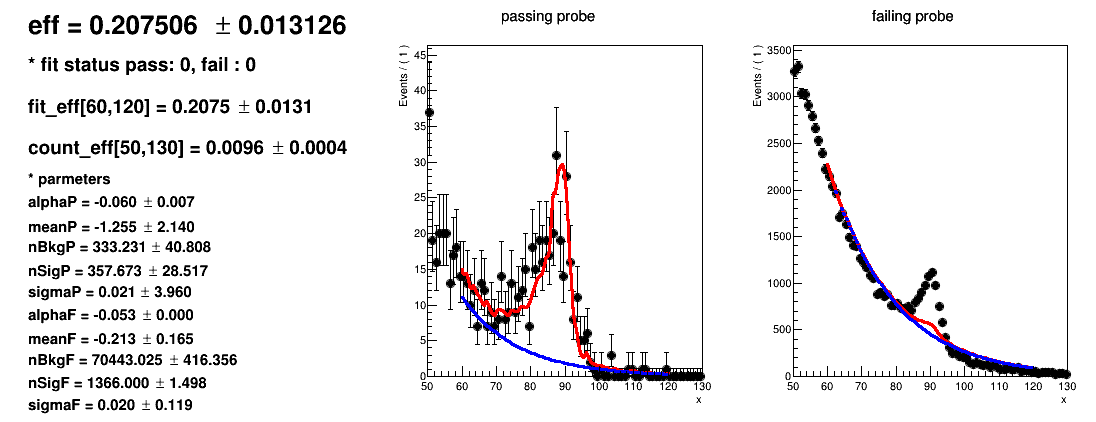 eff = 0.207506 ± 0.013126
* fit status pass: 0, fail : 0
fit_eff[60,120] = 0.2075 ± 0.0131
count_eff[50,130] = 0.0096 ± 0.0004
* parmeters
alphaP = -0.060 ± 0.007
meanP = -1.255 ± 2.140
nBkgP = 333.231 ± 40.808
nSigP = 357.673 ± 28.517
sigmaP = 0.021 ± 3.960
alphaF = -0.053 ± 0.000
meanF = -0.213 ± 0.165
nBkgF = 70443.025 ± 416.356
nSigF = 1366.000 ± 1.498
sigmaF = 0.020 ± 0.119
passing probe
Events / ( 1 )
45
40
35
30
25
20
15
10
5
0
50 60 70 80 90 100 110 120 130
x
failing probe
Events / ( 1 )
3500
3000
2500
2000
1500
1000
500
0
50 60 70 80 90 100 110 120 130
x